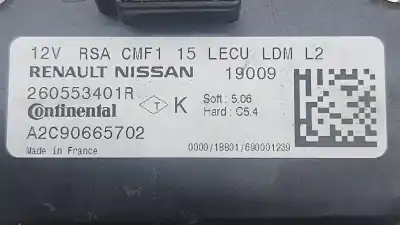 12V RSA CMF1 15 LECU LDM L2
RENAULT NISSAN 19009
260553401R
Continental T K Soft : 5.06
Hard : C5.4
A2C90665702
Made in France 0000/18801/690001239